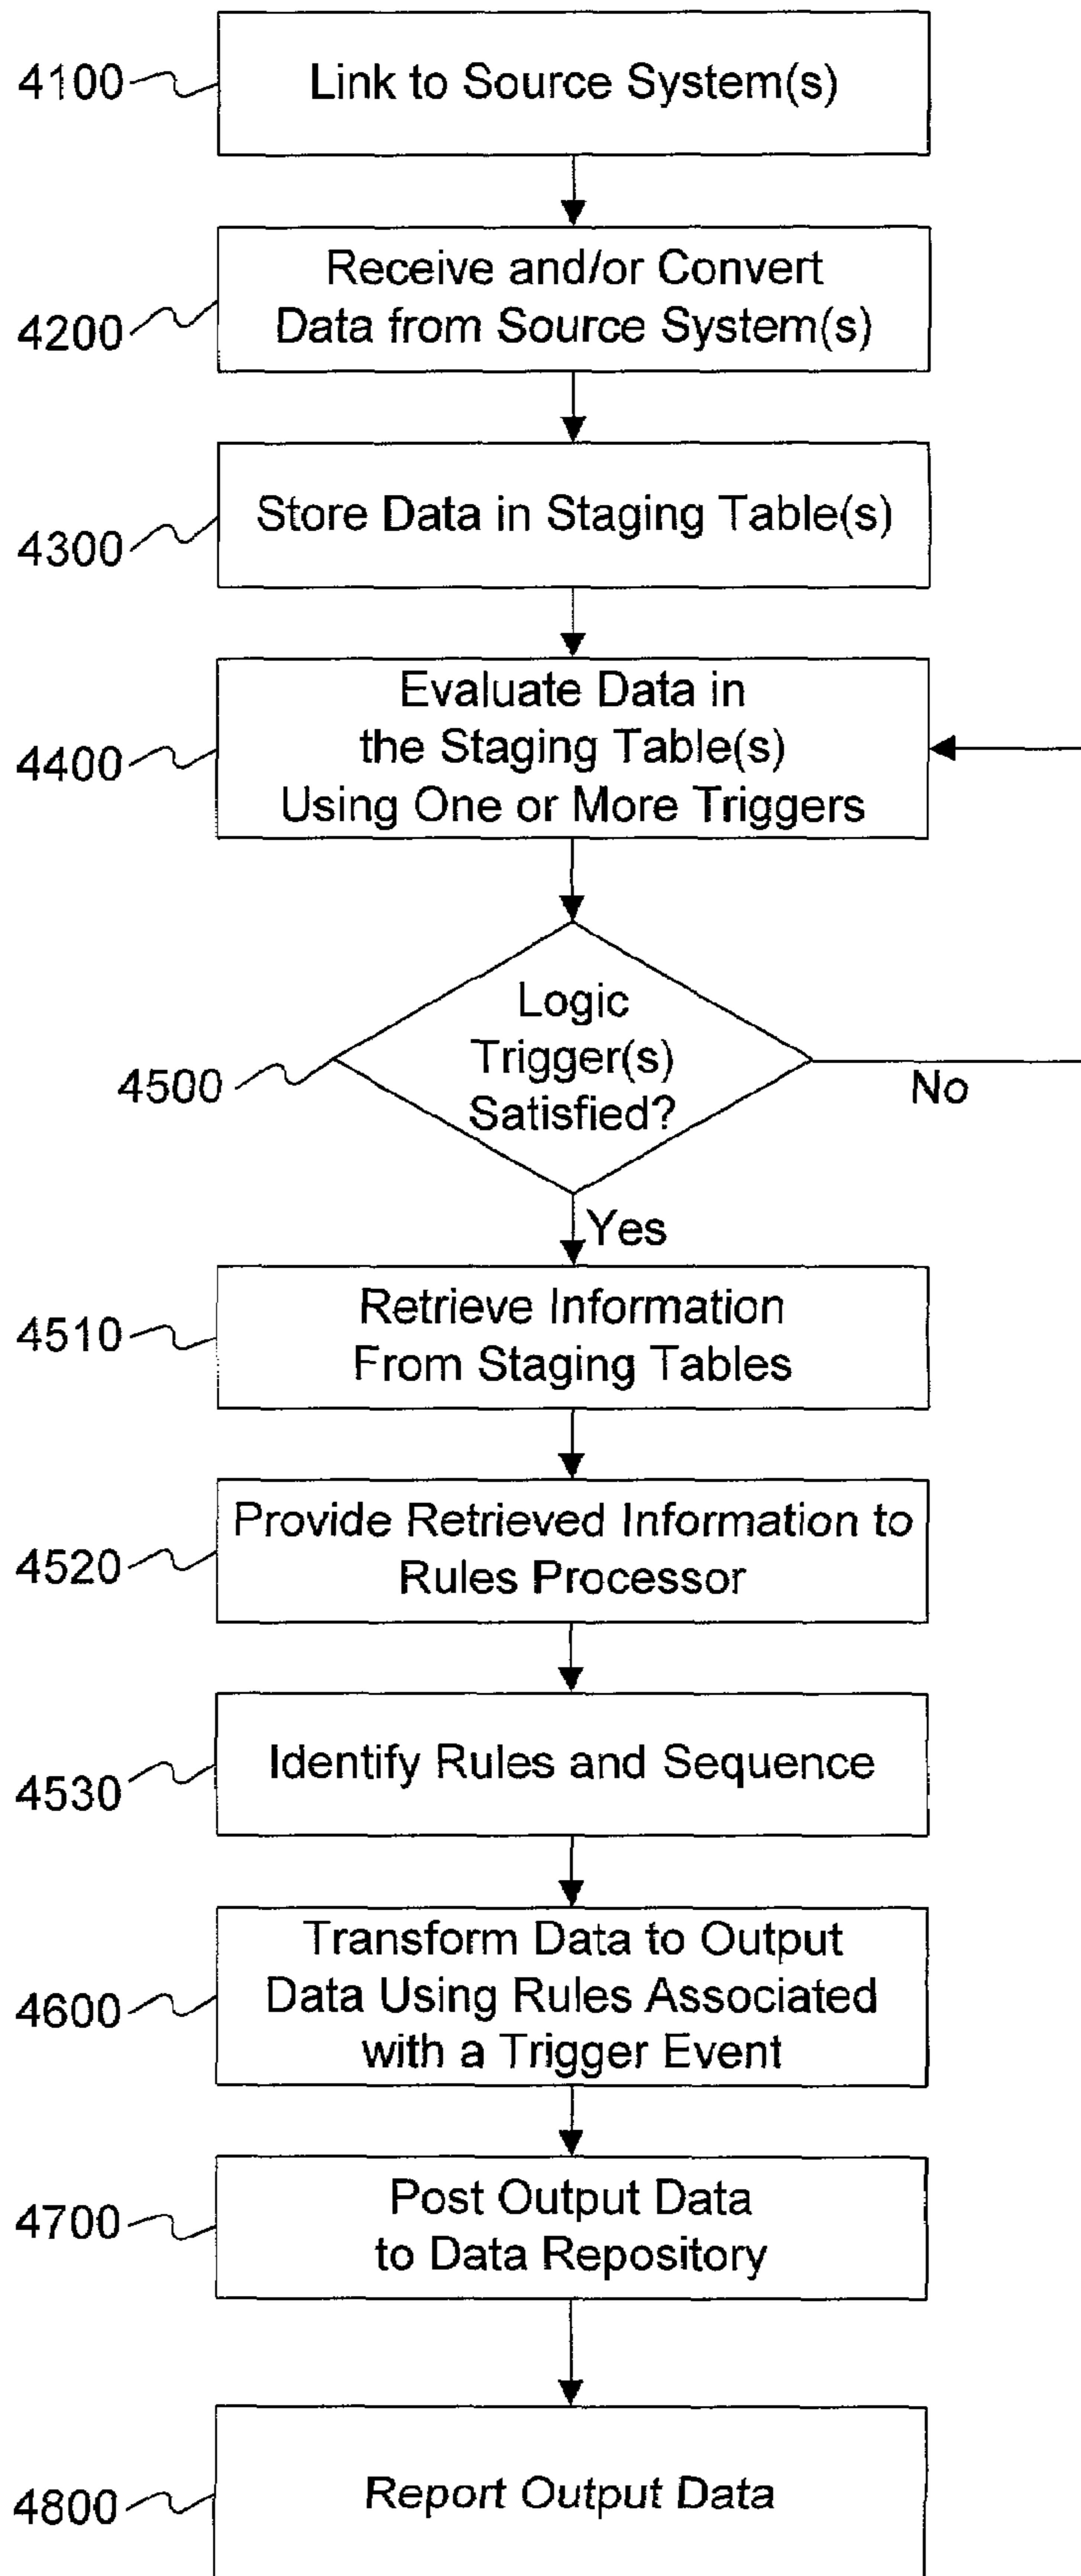 4100
Link to Source System(s)
4200
Receive and/or Convert
Data from Source System(s)
4300
Store Data in Staging Table(s)
4400
Evaluate Data in
the Staging Table(s)
Using One or More Triggers
4500
Logic
Trigger(s)
Satisfied?
No
Yes
4510
Retrieve Information
From Staging Tables
4520
Provide Retrieved Information to
Rules Processor
4530
Identify Rules and Sequence
4600
Transform Data to Output
Data Using Rules Associated
with a Trigger Event
4700
Post Output Data
to Data Repository
4800
Report Output Data